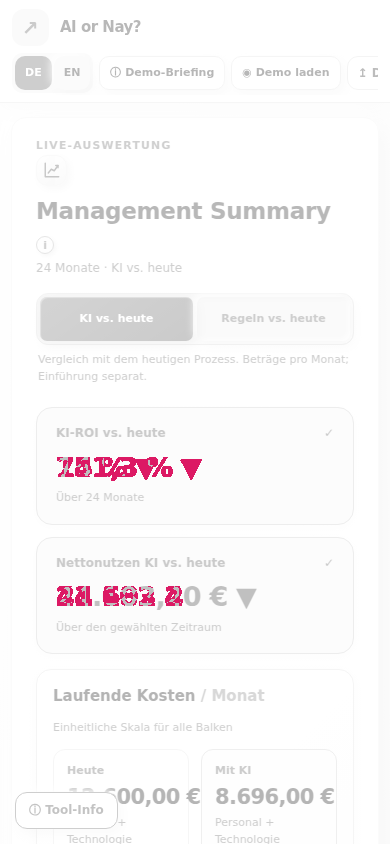 ↗ AI or Nay?
DE EN ⓘ Demo-Briefing ◉ Demo laden ↥ D
LIVE-AUSWERTUNG
Management Summary
i
24 Monate · KI vs. heute
KI vs. heute Regeln vs. heute
Vergleich mit dem heutigen Prozess. Beträge pro Monat;
Einführung separat.
KI-ROI vs. heute ✓
Über 24 Monate
Nettonutzen KI vs. heute ✓
Über den gewählten Zeitraum
Laufende Kosten / Monat
Einheitliche Skala für alle Balken
Heute Mit KI
600,00 € 8.696,00 €
+ Personal +
ⓘ Tool-Info
Technologie Technologie